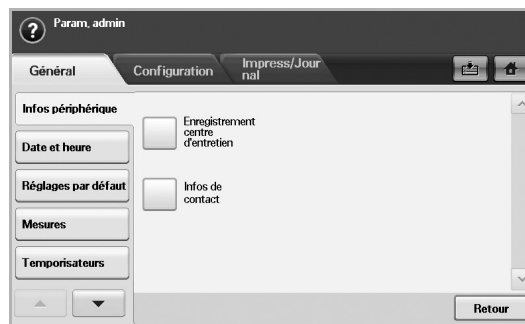 Param, admin
Général
Configuration
Impress/Jour
nal
Infos périphérique
Date et heure
Réglages par défaut
Mesures
Temporisateurs
Enregistrement
centre
d'entretien
Infos de
contact
Retour